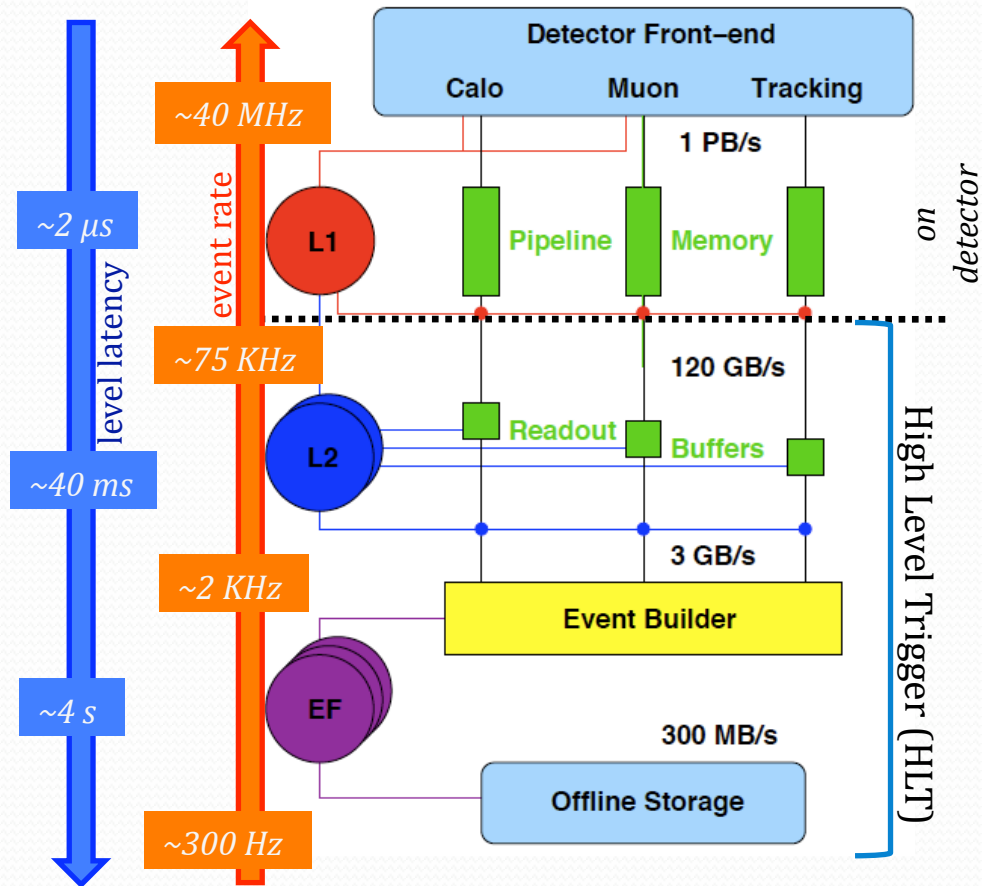 Detector Front-end
Calo Muon Tracking
~40 MHz
1 PB/s
~2 μs
event rate
L1
Pipeline Memory
on
detector
level latency
~75 KHz
120 GB/s
L2
Readout Buffers
~40 ms
High Level Trigger (HLT)
3 GB/s
~2 KHz
Event Builder
~4 s
EF
300 MB/s
Offline Storage
~300 Hz